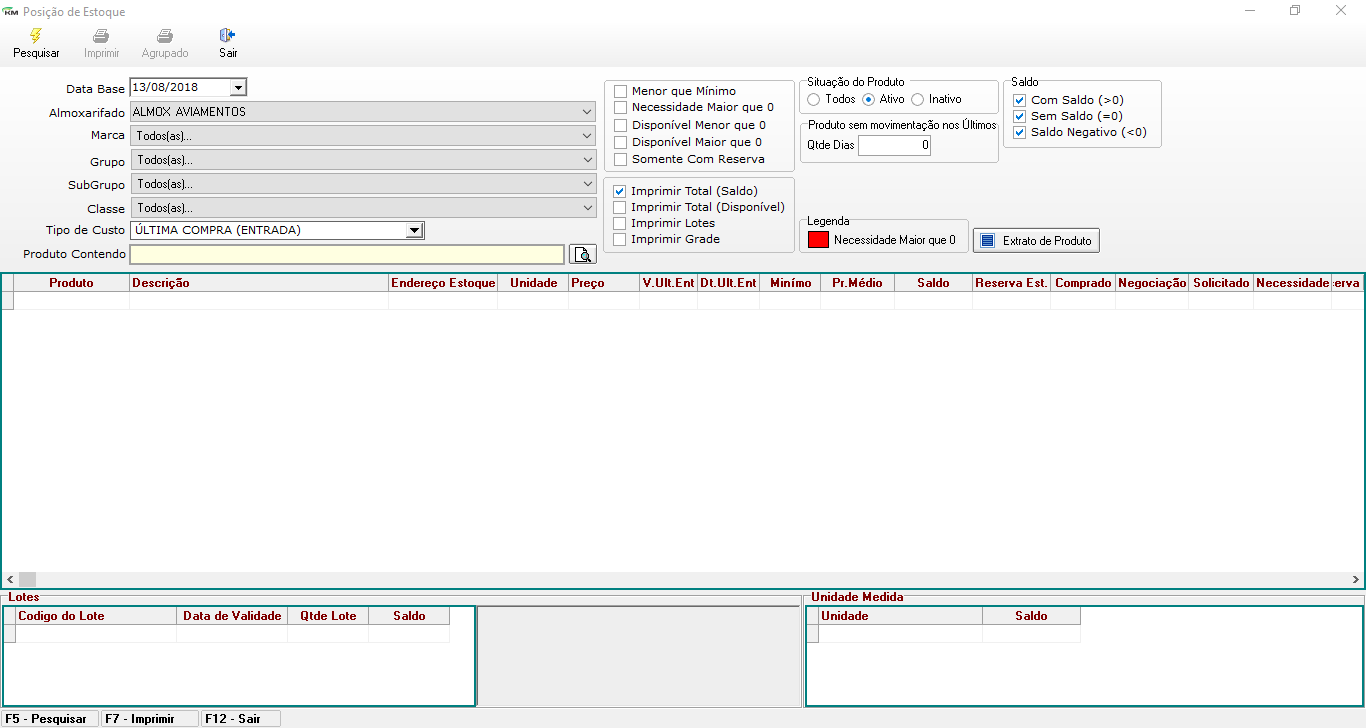 KM Posição de Estoque
Pesquisar Imprimir Agrupado Sair
Data Base 13/08/2018
Almoxarifado ALMOX AVIAMENTOS
Marca Todos(as)...
Grupo Todos(as)...
SubGrupo Todos(as)...
Classe Todos(as)...
Tipo de Custo ÚLTIMA COMPRA (ENTRADA)
Produto Contendo
Menor que Mínimo
Necessidade Maior que 0
Disponível Menor que 0
Disponível Maior que 0
Somente Com Reserva
Imprimir Total (Saldo)
Imprimir Total (Disponível)
Imprimir Lotes
Imprimir Grade
Situação do Produto
Todos Ativo Inativo
Produto sem movimentação nos Últimos
Qtde Dias 0
Saldo
Com Saldo (>0)
Sem Saldo (=0)
Saldo Negativo (<0)
Legenda
Necessidade Maior que 0
Extrato de Produto
Produto Descrição Endereço Estoque Unidade Preço V.Ult.Ent Dt.Ult.Ent Minímo Pr.Médio Saldo Reserva Est. Comprado Negociação Solicitado Necessidade erva
Lotes
Codigo do Lote Data de Validade Qtde Lote Saldo
Unidade Medida
Unidade Saldo
F5 - Pesquisar F7 - Imprimir F12 - Sair